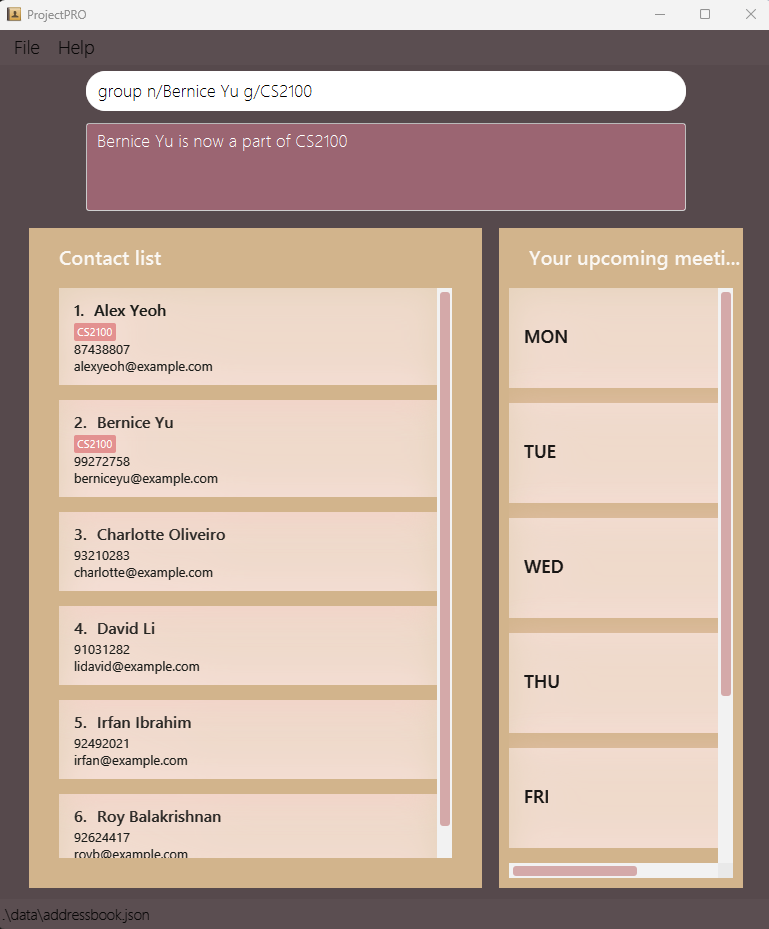 ProjectPRO
File Help
group n/Bernice Yu g/CS2100
Bernice Yu is now a part of CS2100
Contact list
1. Alex Yeoh
CS2100
87438807
alexyeoh@example.com
2. Bernice Yu
CS2100
99272758
berniceyu@example.com
3. Charlotte Oliveiro
93210283
charlotte@example.com
4. David Li
91031282
lidavid@example.com
5. Irfan Ibrahim
92492021
irfan@example.com
6. Roy Balakrishnan
92624417
royb@example.com
Your upcoming meeti...
MON
TUE
WED
THU
FRI
.\data\addressbook.json